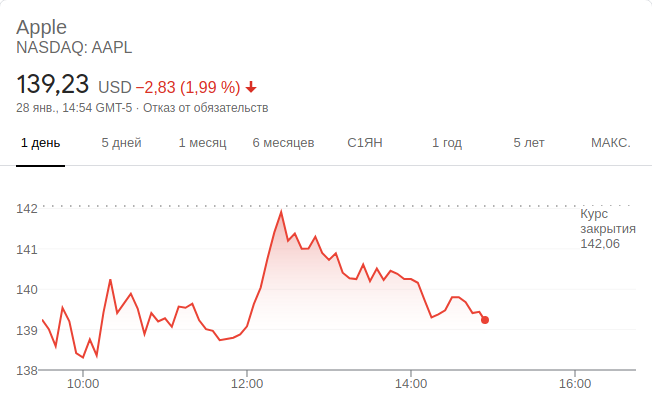 Apple
NASDAQ: AAPL
139,23 USD −2,83 (1,99 %)
28 янв., 14:54 GMT-5 · Отказ от обязательств
1 день 5 дней 1 месяц 6 месяцев С1ЯН 1 год 5 лет МАКС.
142
Курс
закрытия
142,06
141
140
139
138
10:00 12:00 14:00 16:00